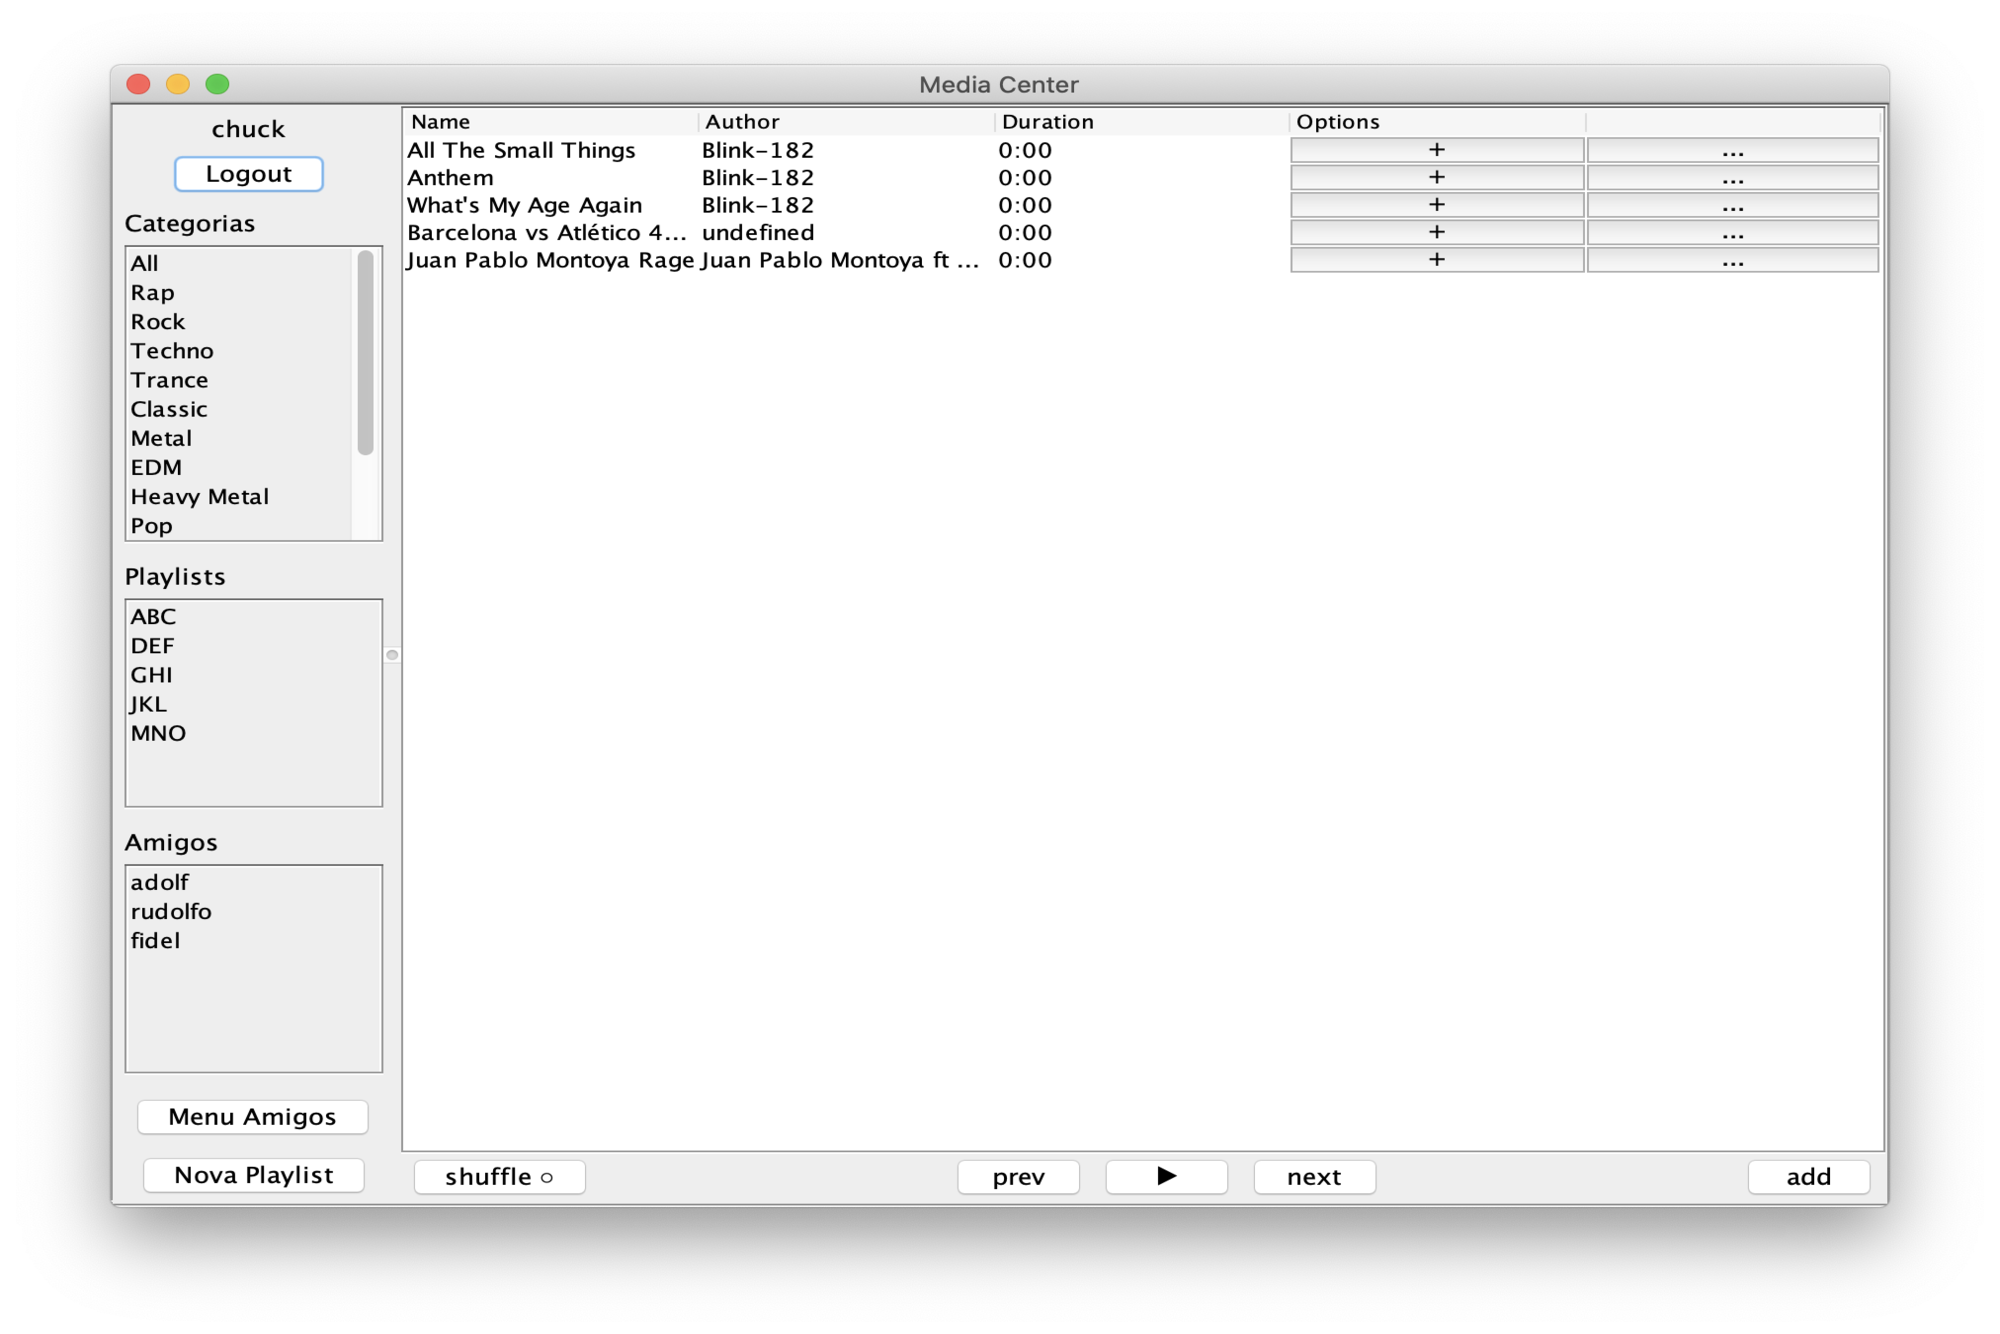 Media Center
chuck
Logout
Categorias
All
Rap
Rock
Techno
Trance
Classic
Metal
EDM
Heavy Metal
Pop
Playlists
ABC
DEF
GHI
JKL
MNO
Amigos
adolf
rudolfo
fidel
Menu Amigos
Nova Playlist
Name Author Duration Options
All The Small Things Blink-182 0:00 + ...
Anthem Blink-182 0:00 + ...
What's My Age Again Blink-182 0:00 + ...
Barcelona vs Atlético 4... undefined 0:00 + ...
Juan Pablo Montoya Rage Juan Pablo Montoya ft ... 0:00 + ...
shuffle ○ prev ▶ next add